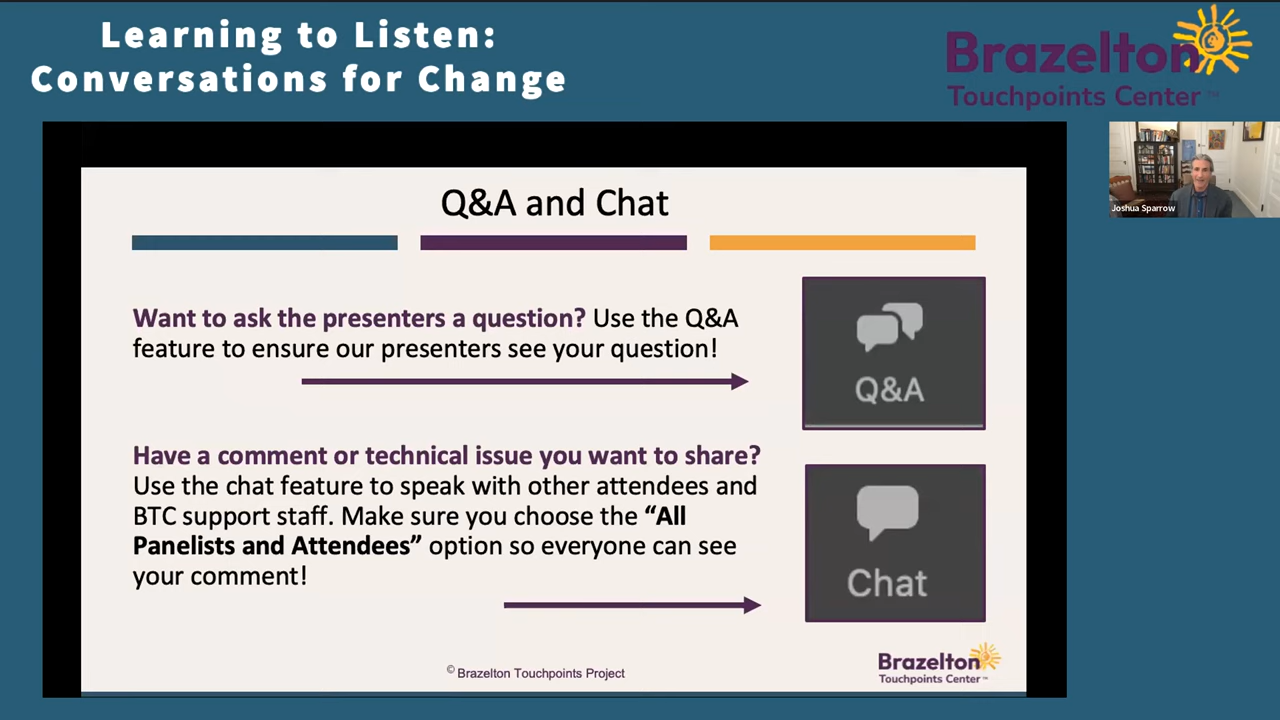 Learning to Listen:
Conversations for Change
Brazelton
Touchpoints Center™
Joshua Sparrow
Q&A and Chat
Want to ask the presenters a question? Use the Q&A
feature to ensure our presenters see your question!
Q&A
Have a comment or technical issue you want to share?
Use the chat feature to speak with other attendees and
BTC support staff. Make sure you choose the “All
Panelists and Attendees” option so everyone can see
your comment!
Chat
© Brazelton Touchpoints Project
Brazelton
Touchpoints Center™